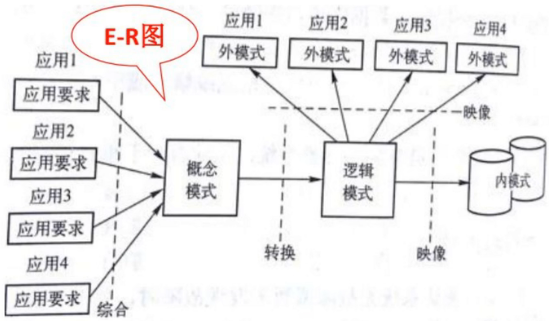 E-R图
应用1
应用2
应用3
应用4
外模式
外模式
外模式
外模式
应用1
应用要求
应用2
应用要求
应用3
应用要求
应用4
应用要求
综合
概念
模式
转换
逻辑
模式
映像
映像
内模式